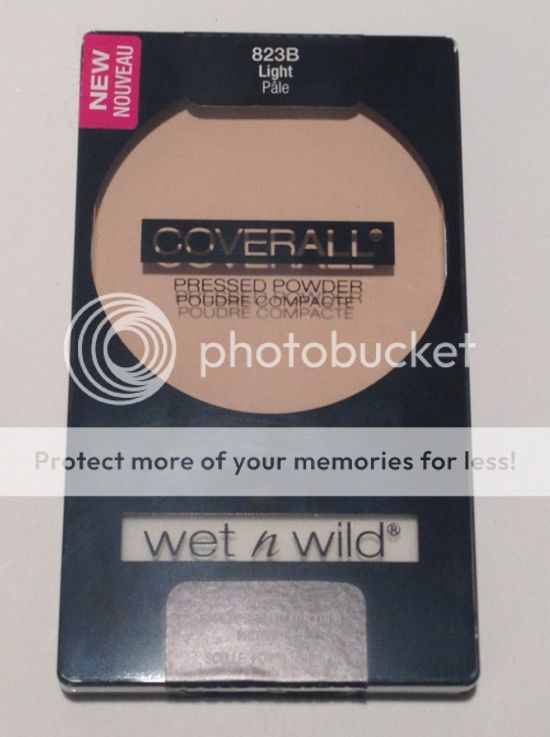 NEW
NOUVEAU
823B
Light
Pâle
COVERALL®
PRESSED POWDER
POUDRE COMPACTE
photobucket
Protect more of your memories for less!
wet n wild®